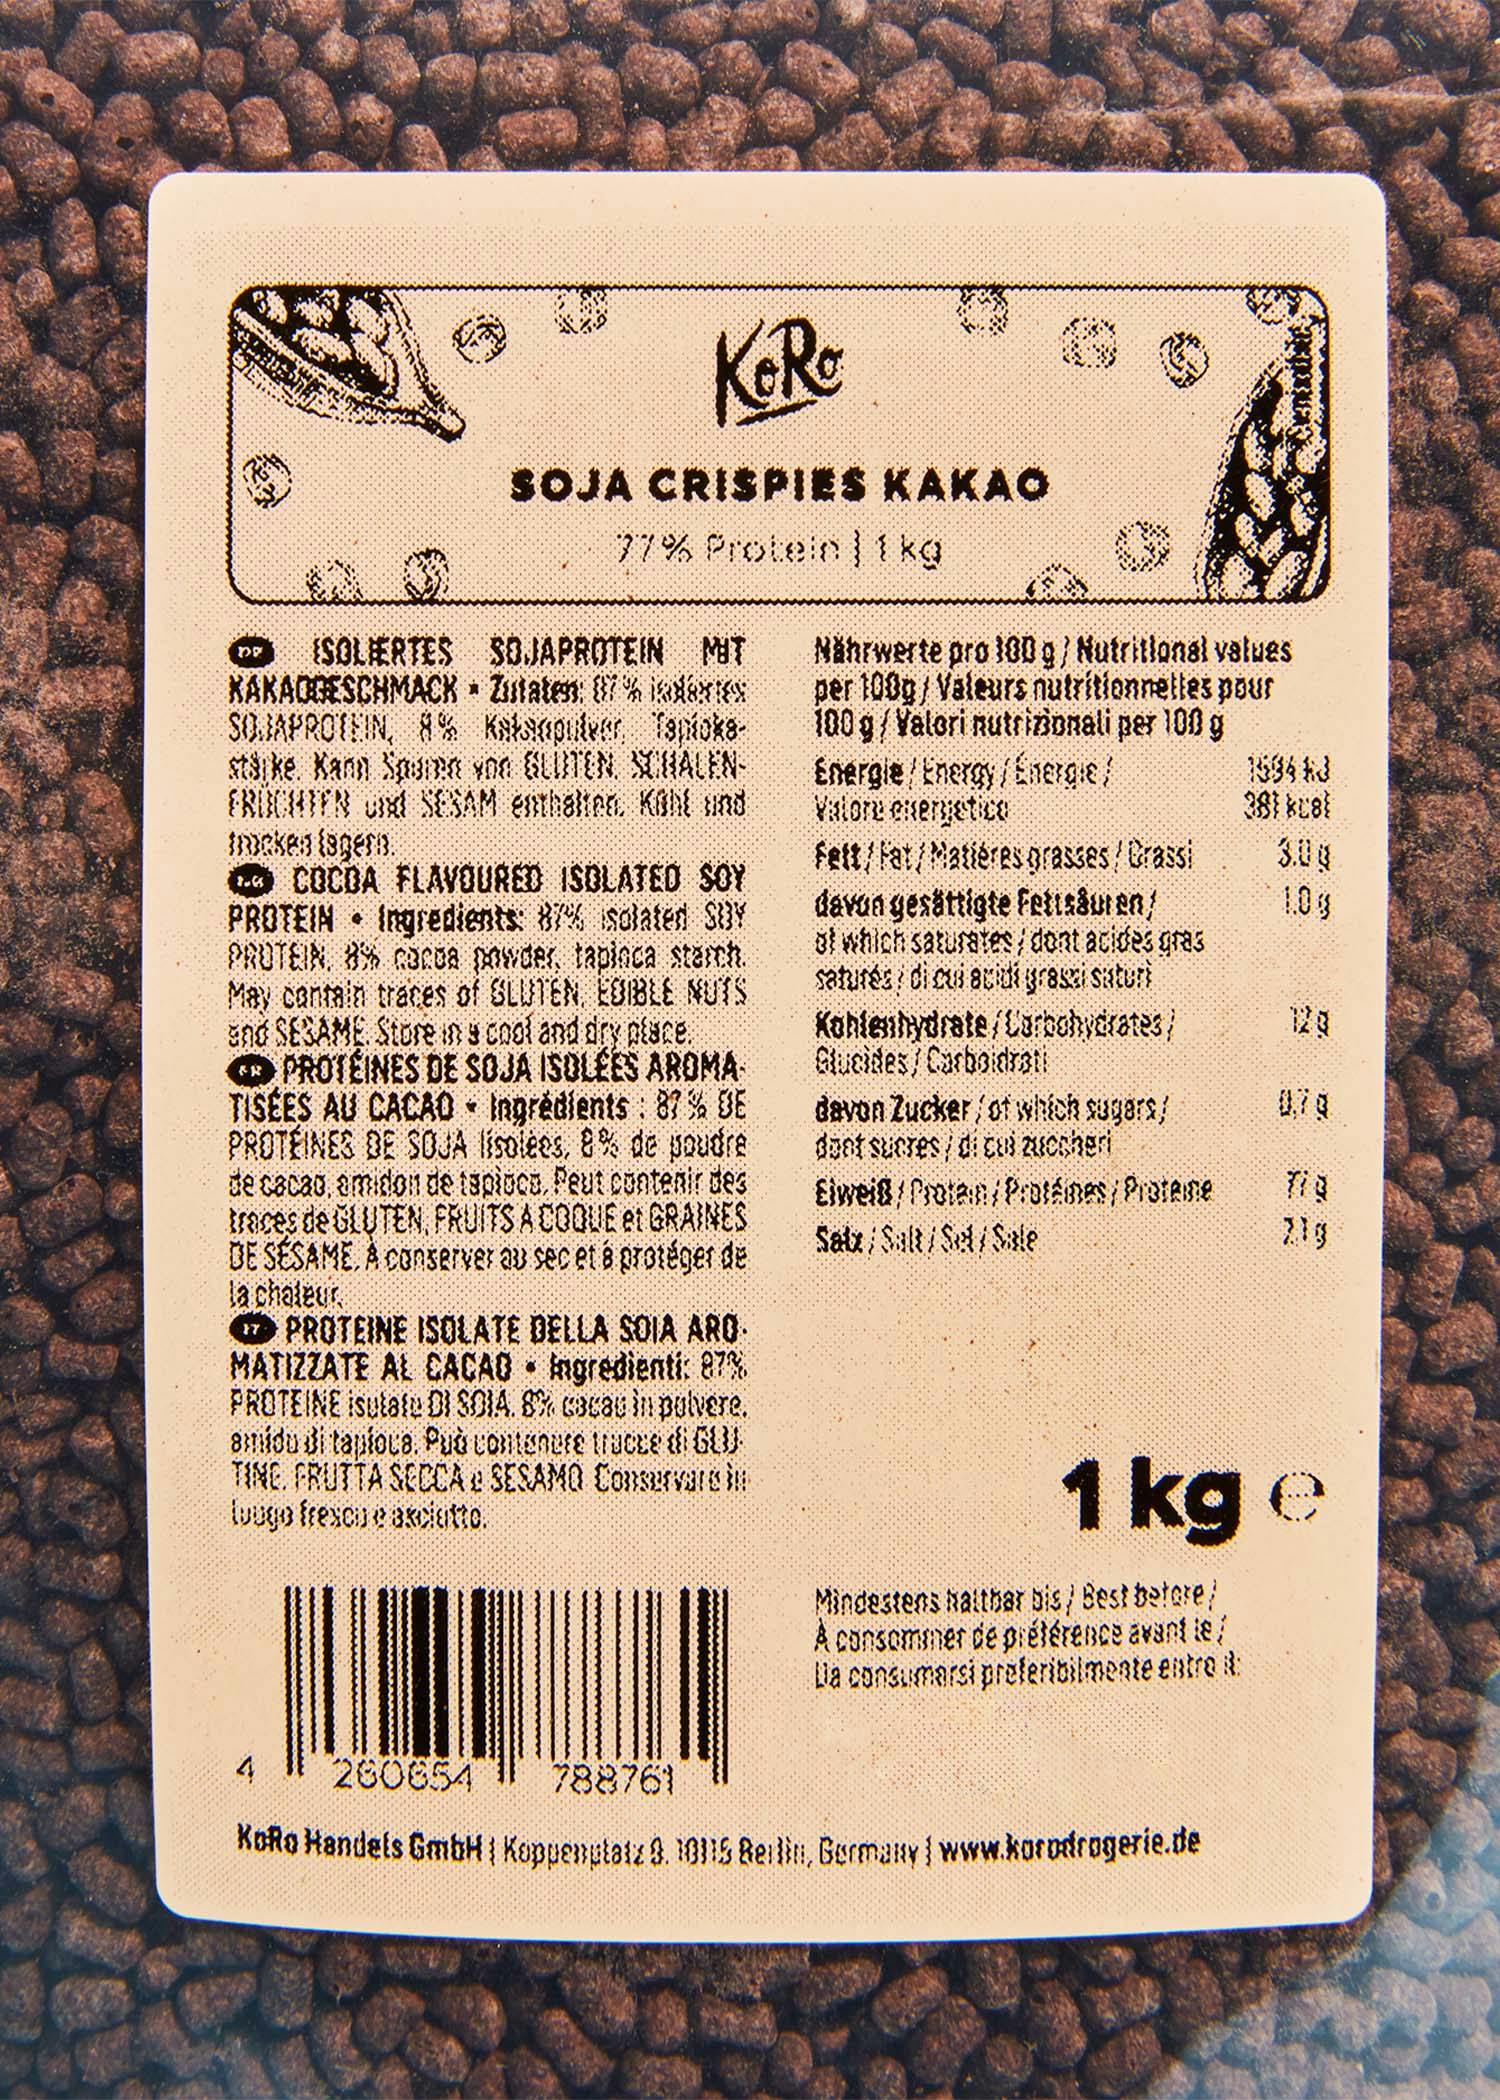 KoRo
SOJA CRISPIES KAKAO
77% Protein | 1 kg
DE ISOLIERTES SOJAPROTEIN MIT
KAKAOGESCHMACK • Zutaten: 87% isoliertes
SOJAPROTEIN, 8% Kakaopulver, Tapioka-
stärke. Kann Spuren von GLUTEN, SCHALEN-
FRÜCHTEN und SESAM enthalten. Kühl und
trocken lagern.
COCOA FLAVOURED ISOLATED SOY
PROTEIN • Ingredients: 87% isolated SOY
PROTEIN, 8% cocoa powder, tapioca starch.
May contain traces of GLUTEN, EDIBLE NUTS
and SESAME. Store in a cool and dry place.
FR PROTÉINES DE SOJA ISOLÉES AROMA-
TISÉES AU CACAO • Ingrédients : 87 % DE
PROTÉINES DE SOJA Iisolées, 8% de poudre
de cacao, amidon de tapioca. Peut contenir des
traces de GLUTEN, FRUITS A COQUE et GRAINES
DE SÉSAME. À conserver au sec et à protéger de
la chaleur.
IT PROTEINE ISOLATE DELLA SOIA ARO-
MATIZZATE AL CACAO • Ingredienti: 87%
PROTEINE isolate DI SOIA, 8% cacao in polvere,
amido di tapioca. Può contenere tracce di GLU-
TINE, FRUTTA SECCA e SESAMO. Conservare in
luogo fresco e asciutto.
Nährwerte pro 100 g / Nutritional values
per 100g / Valeurs nutritionnelles pour
100 g / Valori nutrizionali per 100 g
Energie / Energy / Énergie / 1594 kJ
Valore energetico 381 kcal
Fett / Fat / Matières grasses / Grassi 3.0 g
davon gesättigte Fettsäuren / 1.0 g
of which saturates / dont acides gras
saturés / di cui acidi grassi saturi
Kohlenhydrate / Carbohydrates / 12 g
Glucides / Carboidrati
davon Zucker / of which sugars / 0.7 g
dont sucres / di cui zuccheri
Eiweiß / Protein / Protéines / Proteine 77 g
Salz / Salt / Sel / Sale 2.1 g
1 kg e
Mindestens haltbar bis / Best before /
À consommer de préférence avant le /
Da consumarsi preferibilmente entro il:
4 260654 788761
KoRo Handels GmbH | Koppenplatz 9, 10115 Berlin, Germany | www.korodrogerie.de